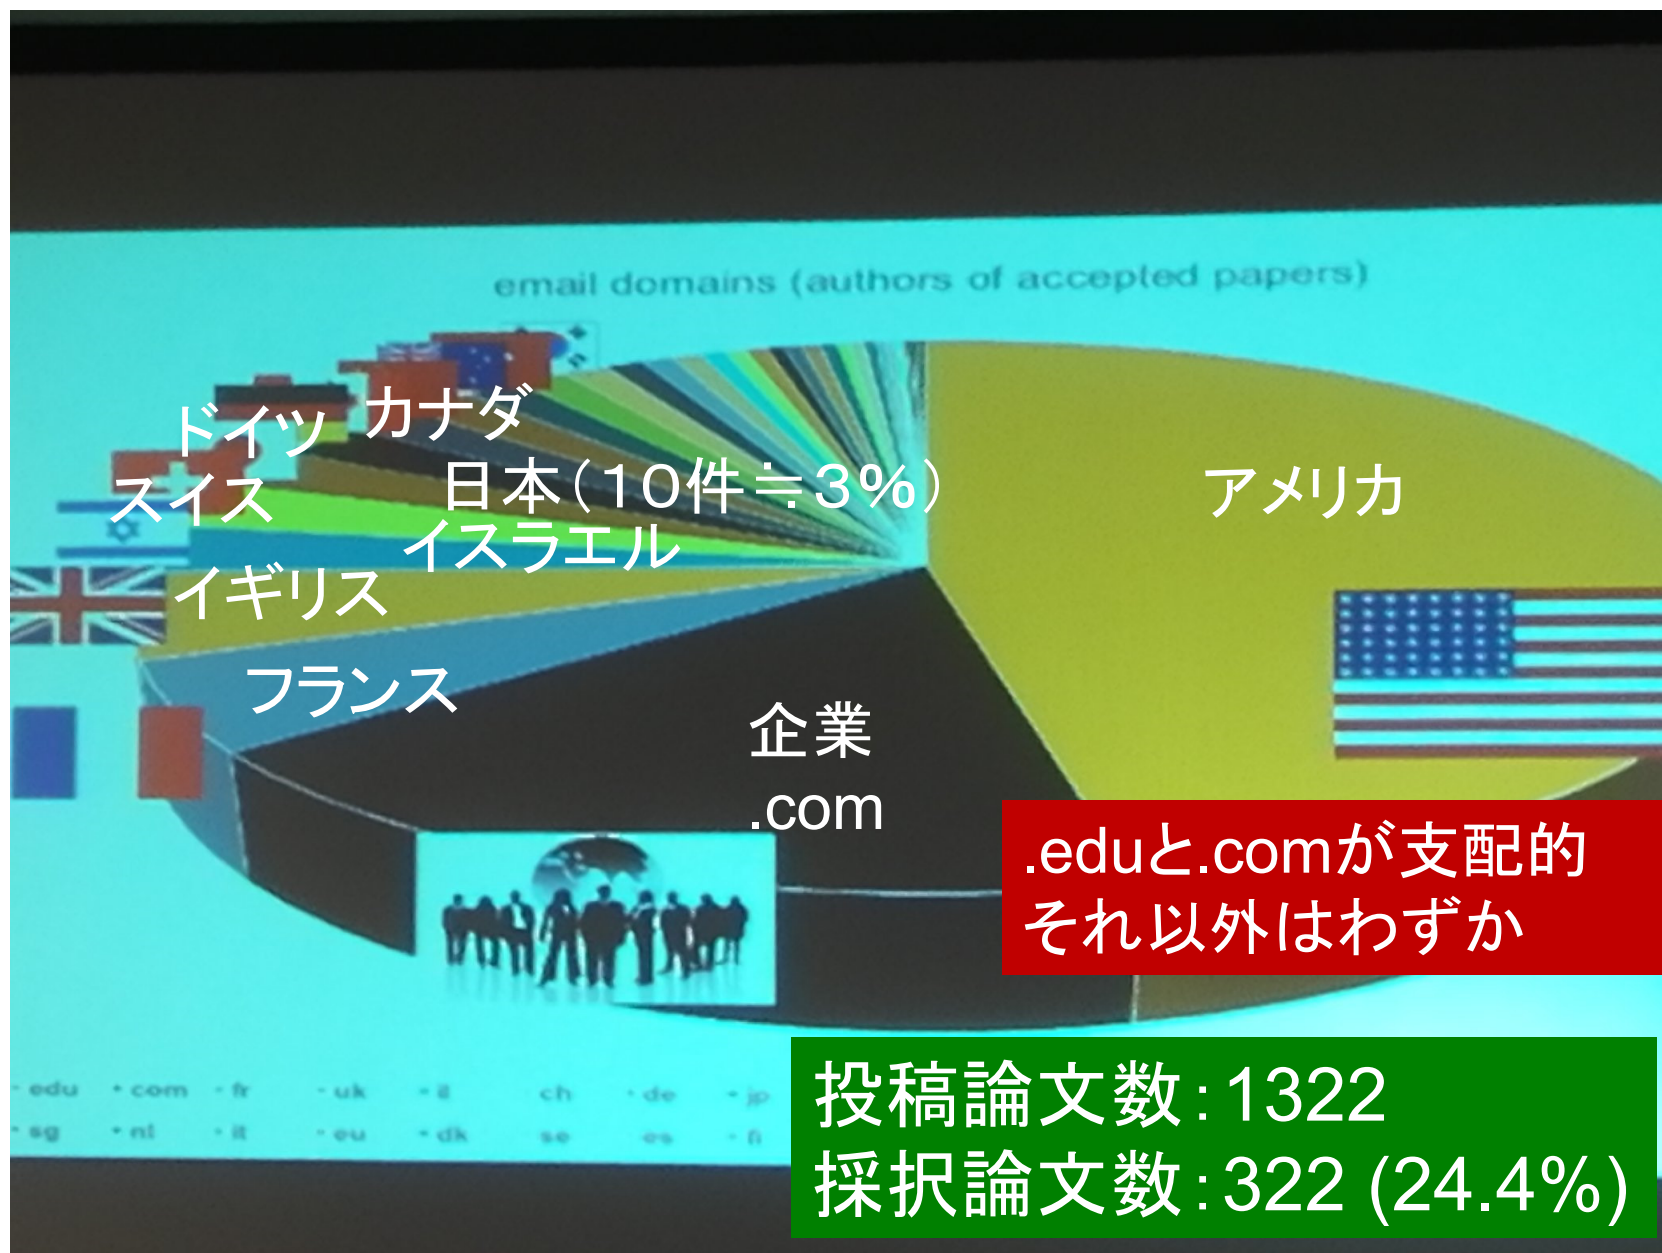 email domains (authors of accepted papers)
カナダ
ドイツ
日本(10件≒3%)
アメリカ
スイス
イスラエル
イギリス
フランス
企業
.com
.eduと.comが支配的
それ以外はわずか
- edu • com - fr - uk - il ch - de - jp
- sg • nl - it - eu - dk se es - fi
投稿論文数:1322
採択論文数:322 (24.4%)